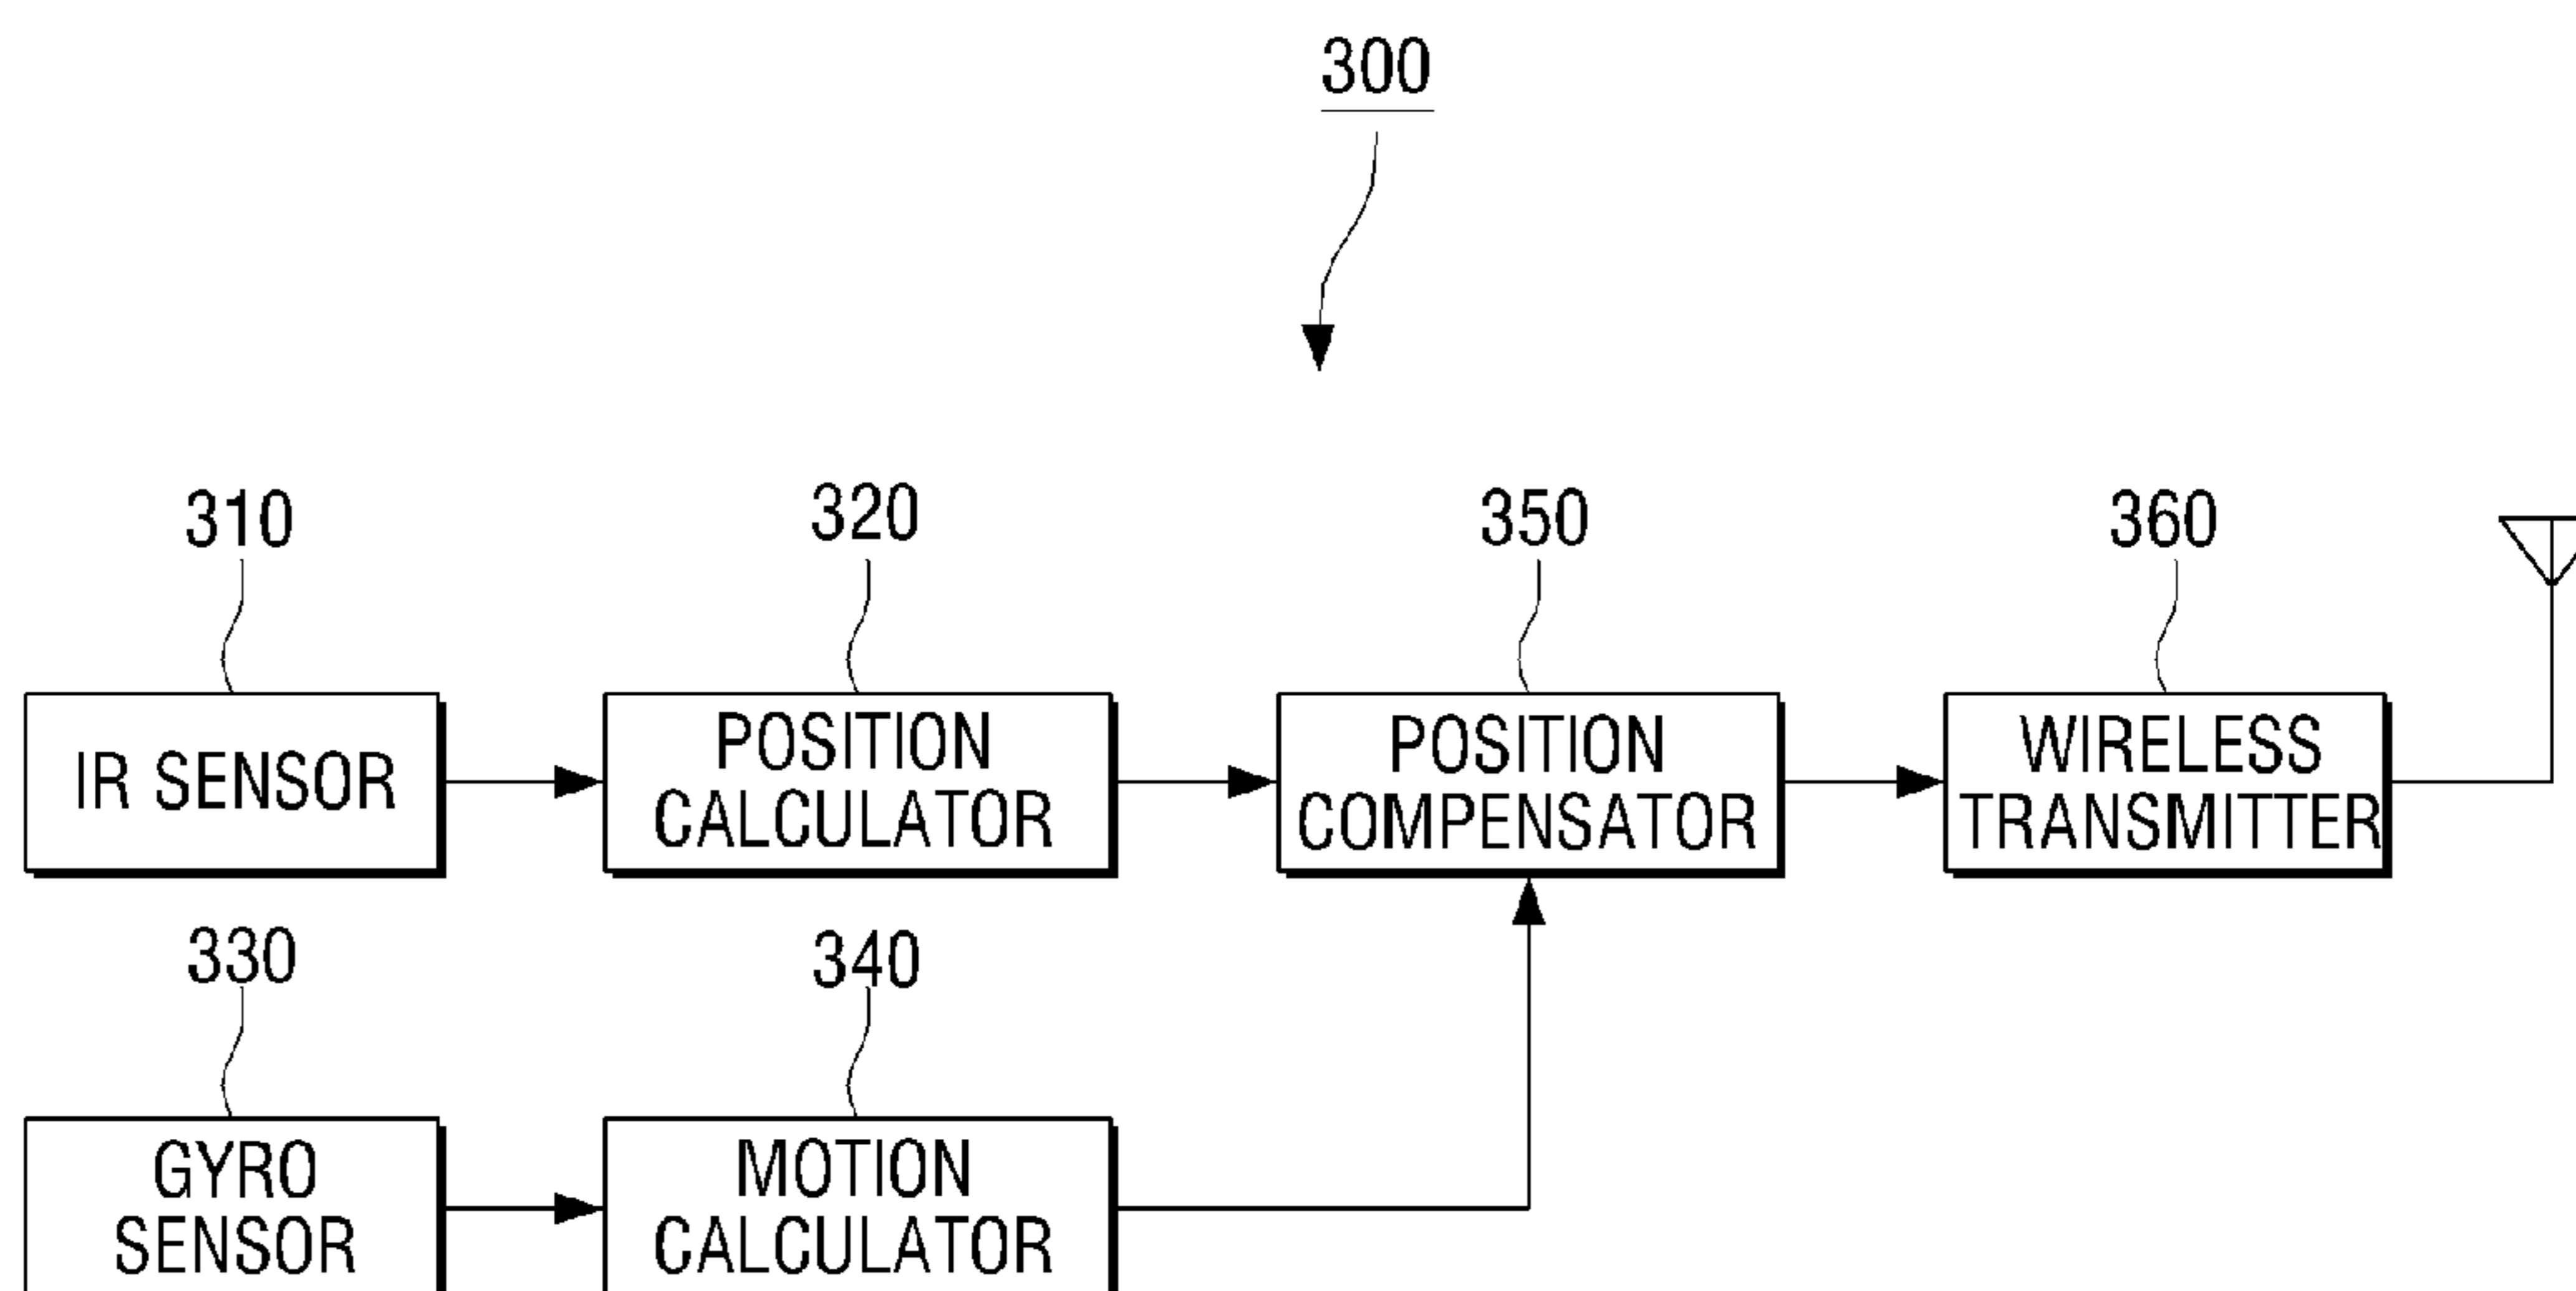 300
310
320
350
360
IR SENSOR
POSITION
CALCULATOR
POSITION
COMPENSATOR
WIRELESS
TRANSMITTER
330
340
GYRO
SENSOR
MOTION
CALCULATOR